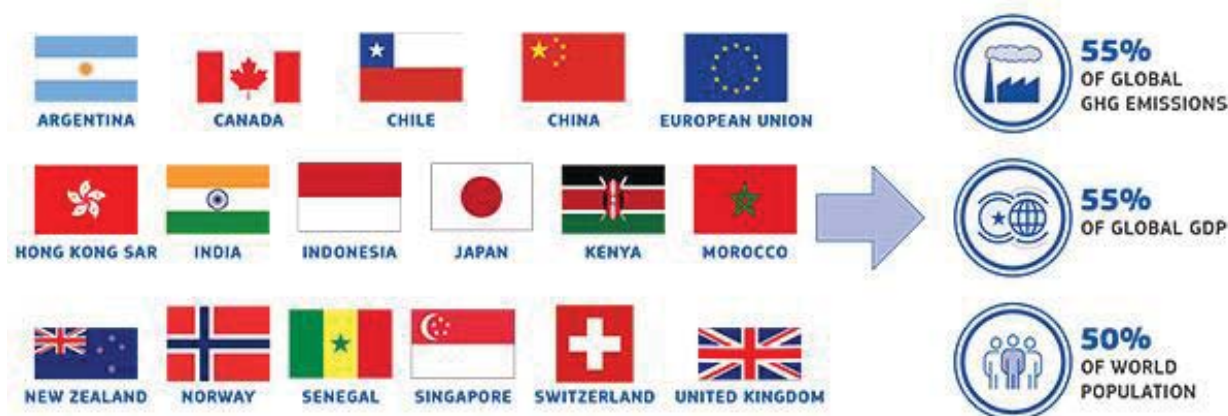 ARGENTINA
CANADA
CHILE
CHINA
EUROPEAN UNION
HONG KONG SAR
INDIA
INDONESIA
JAPAN
KENYA
MOROCCO
NEW ZEALAND
NORWAY
SENEGAL
SINGAPORE
SWITZERLAND
UNITED KINGDOM
55%
OF GLOBAL
GHG EMISSIONS
55%
OF GLOBAL GDP
50%
OF WORLD
POPULATION